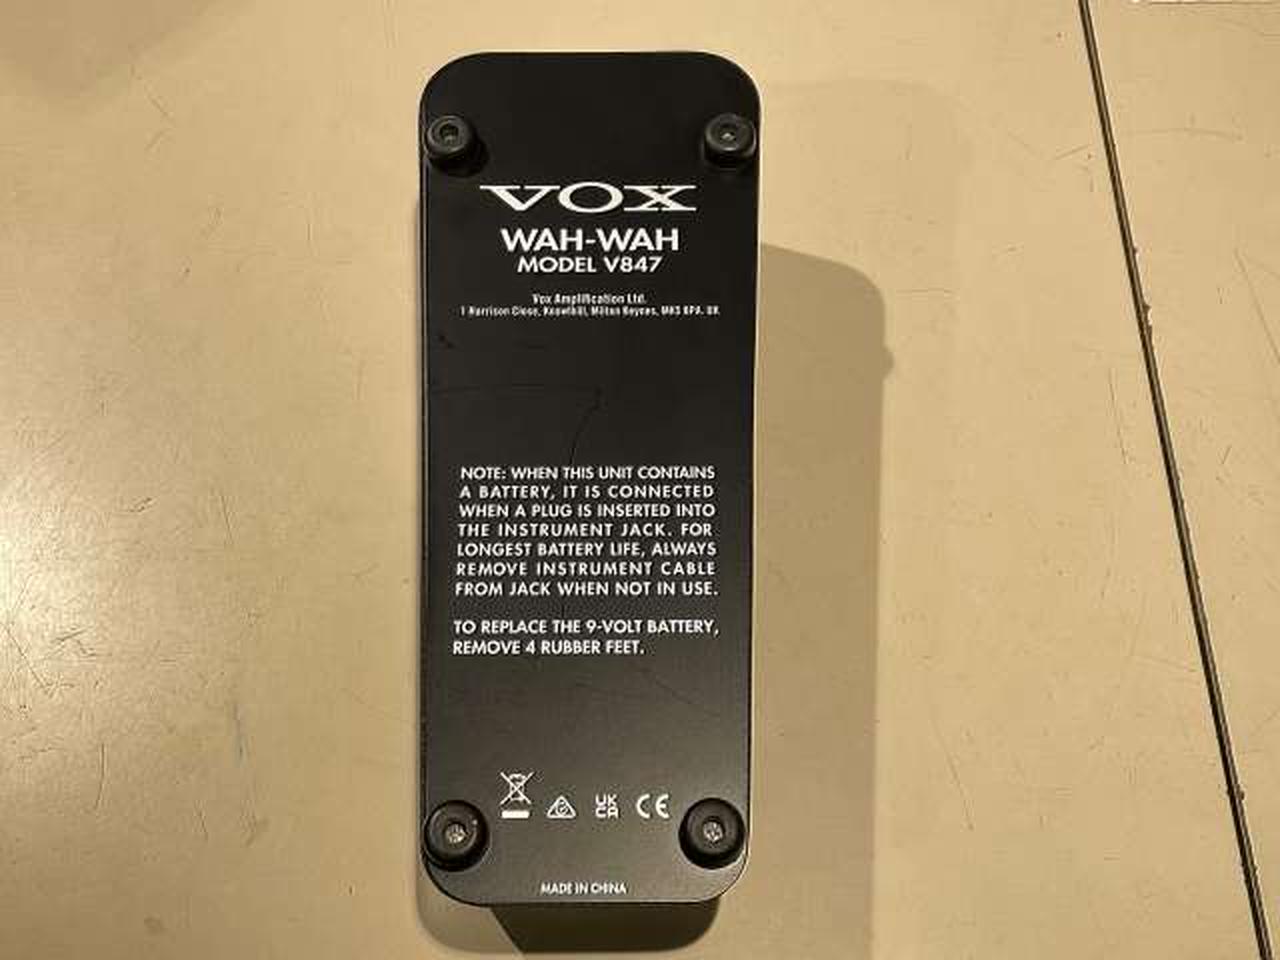 VOX
WAH-WAH
MODEL V847
Vox Amplification Ltd.
1 Harrison Close, Knowlhill, Milton Keynes, MK5 8PA. UK
NOTE: WHEN THIS UNIT CONTAINS
A BATTERY, IT IS CONNECTED
WHEN A PLUG IS INSERTED INTO
THE INSTRUMENT JACK. FOR
LONGEST BATTERY LIFE, ALWAYS
REMOVE INSTRUMENT CABLE
FROM JACK WHEN NOT IN USE.
TO REPLACE THE 9-VOLT BATTERY,
REMOVE 4 RUBBER FEET.
UK
CA
CE
MADE IN CHINA